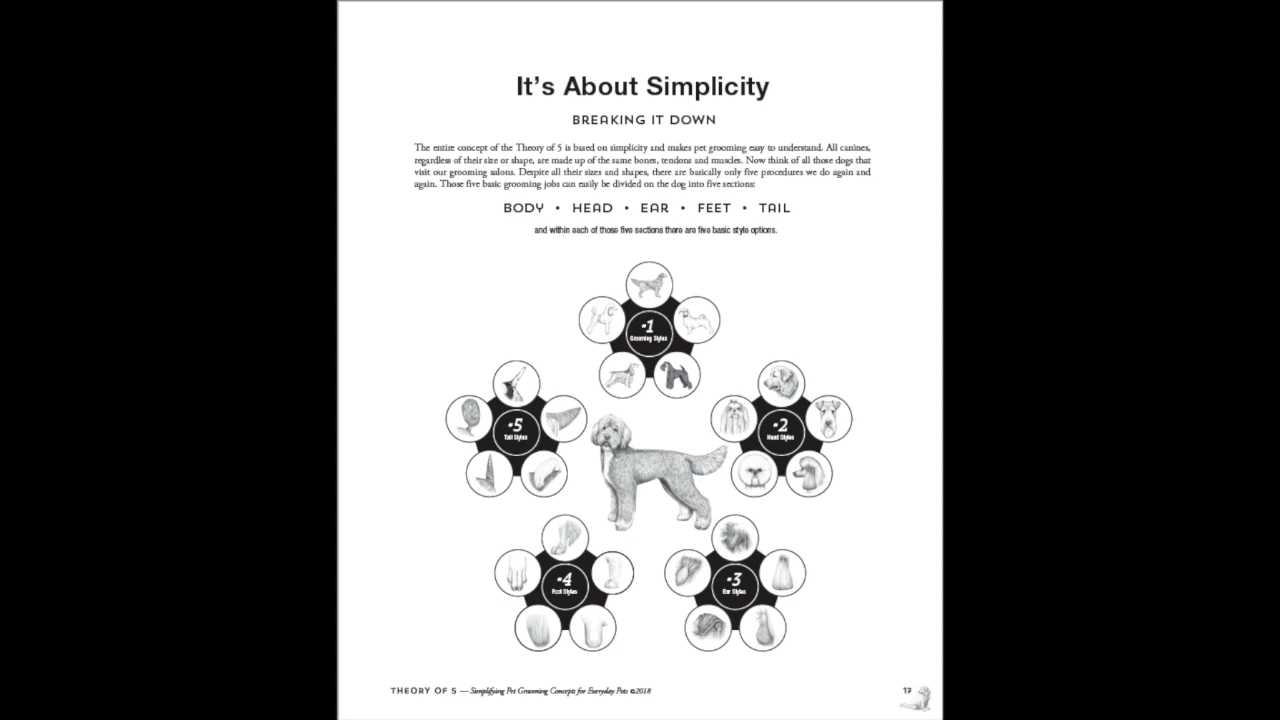 It's About Simplicity
BREAKING IT DOWN
The entire concept of the Theory of 5 is based on simplicity and makes pet grooming easy to understand. All canines,
regardless of their size or shape, are made up of the same bones, tendons and muscles. Now think of all those dogs that
visit our grooming salons. Despite all their sizes and shapes, there are basically only five procedures we do again and
again. Those five basic grooming jobs can easily be divided on the dog into five sections:
BODY • HEAD • EAR • FEET • TAIL
and within each of those five sections there are five basic style options.
#1
Grooming Styles
#5
Tail Styles
#2
Head Styles
#4
Foot Styles
#3
Ear Styles
THEORY OF 5 — Simplifying Pet Grooming Concepts for Everyday Pets ©2018
17